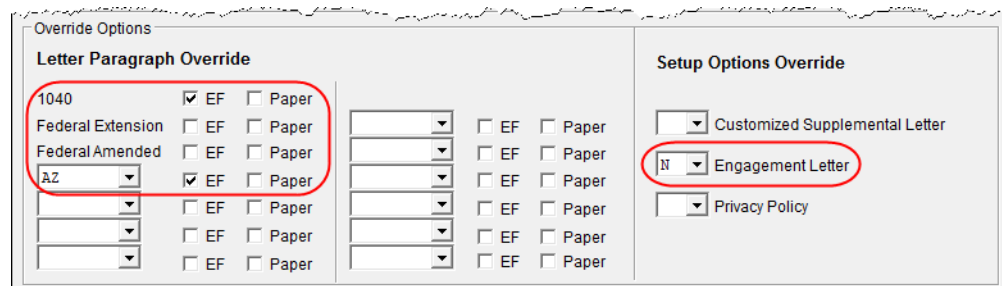 Override Options
Letter Paragraph Override
Setup Options Override
1040 EF Paper
Federal Extension EF Paper EF Paper Customized Supplemental Letter
Federal Amended EF Paper EF Paper
N Engagement Letter
AZ EF Paper EF Paper
EF Paper EF Paper Privacy Policy
EF Paper EF Paper
EF Paper EF Paper